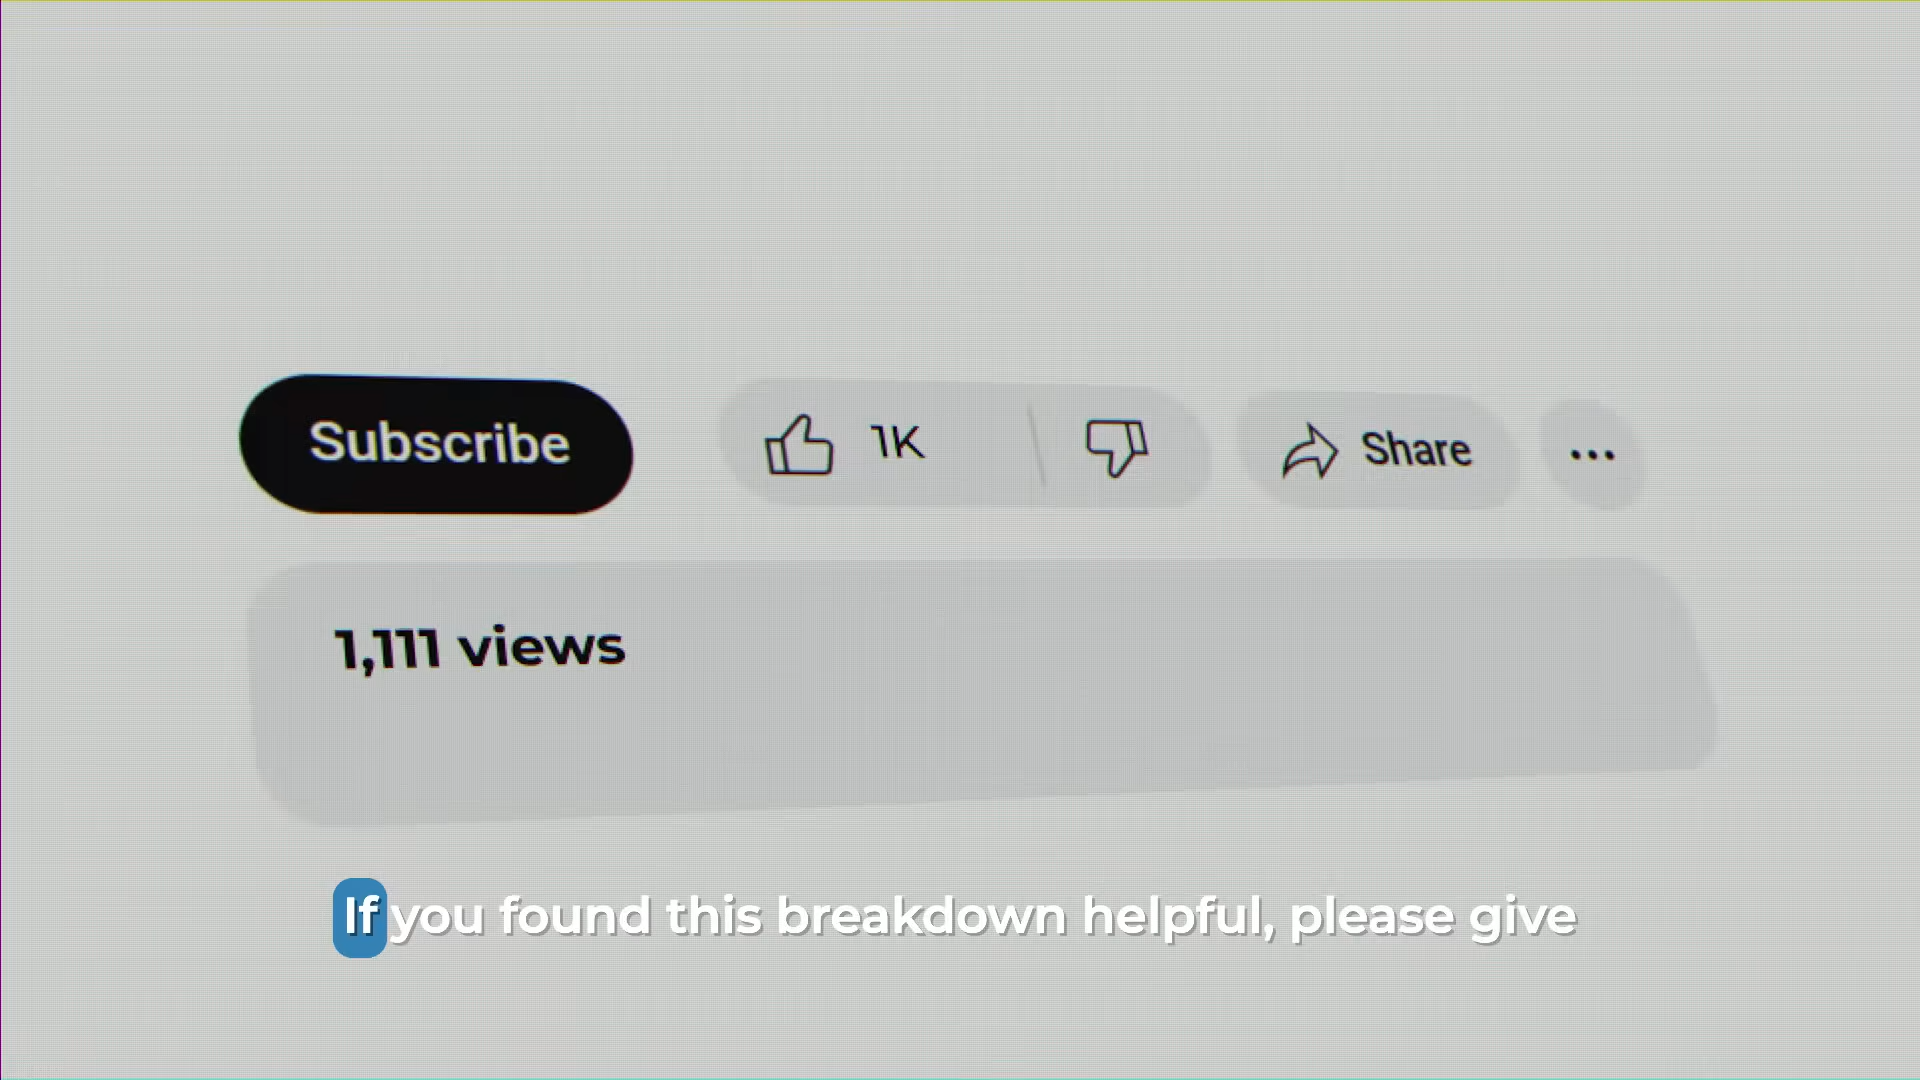 Subscribe 1K Share ...
1,111 views
If you found this breakdown helpful, please give